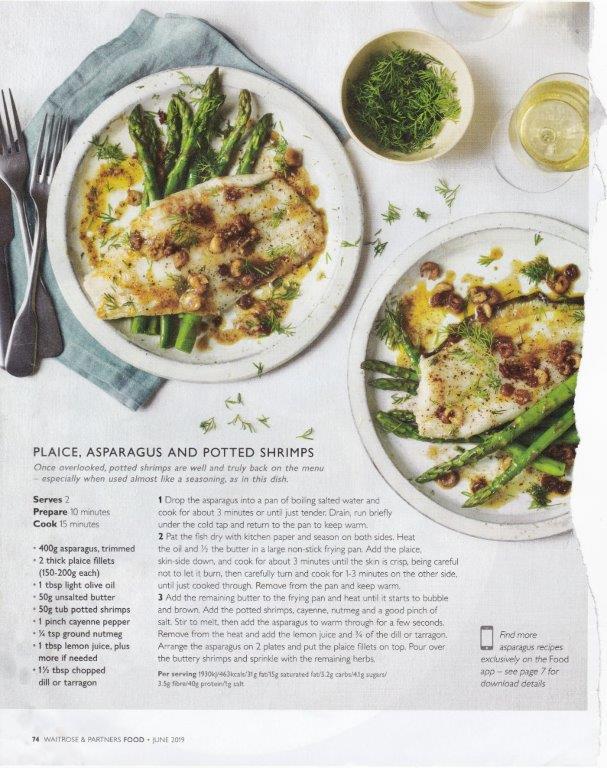 PLAICE, ASPARAGUS AND POTTED SHRIMPS
Once overlooked, potted shrimps are well and truly back on the menu
– especially when used almost like a seasoning, as in this dish.
Serves 2
Prepare 10 minutes
Cook 15 minutes
• 400g asparagus, trimmed
• 2 thick plaice fillets
(150-200g each)
• 1 tbsp light olive oil
• 50g unsalted butter
• 50g tub potted shrimps
• 1 pinch cayenne pepper
• ¼ tsp ground nutmeg
• 1 tbsp lemon juice, plus
more if needed
• 1½ tbsp chopped
dill or tarragon
1 Drop the asparagus into a pan of boiling salted water and
cook for about 3 minutes or until just tender. Drain, run briefly
under the cold tap and return to the pan to keep warm.
2 Pat the fish dry with kitchen paper and season on both sides. Heat
the oil and ½ the butter in a large non-stick frying pan. Add the plaice,
skin-side down, and cook for about 3 minutes until the skin is crisp, being careful
not to let it burn, then carefully turn and cook for 1-3 minutes on the other side,
until just cooked through. Remove from the pan and keep warm.
3 Add the remaining butter to the frying pan and heat until it starts to bubble
and brown. Add the potted shrimps, cayenne, nutmeg and a good pinch of
salt. Stir to melt, then add the asparagus to warm through for a few seconds.
Remove from the heat and add the lemon juice and ¾ of the dill or tarragon.
Arrange the asparagus on 2 plates and put the plaice fillets on top. Pour over
the buttery shrimps and sprinkle with the remaining herbs.
Per serving 1930kJ/463kcals/31g fat/15g saturated fat/5.2g carbs/4.1g sugars/
3.5g fibre/40g protein/1g salt
Find more
asparagus recipes
exclusively on the Food
app – see page 7 for
download details
74 WAITROSE & PARTNERS FOOD • JUNE 2019